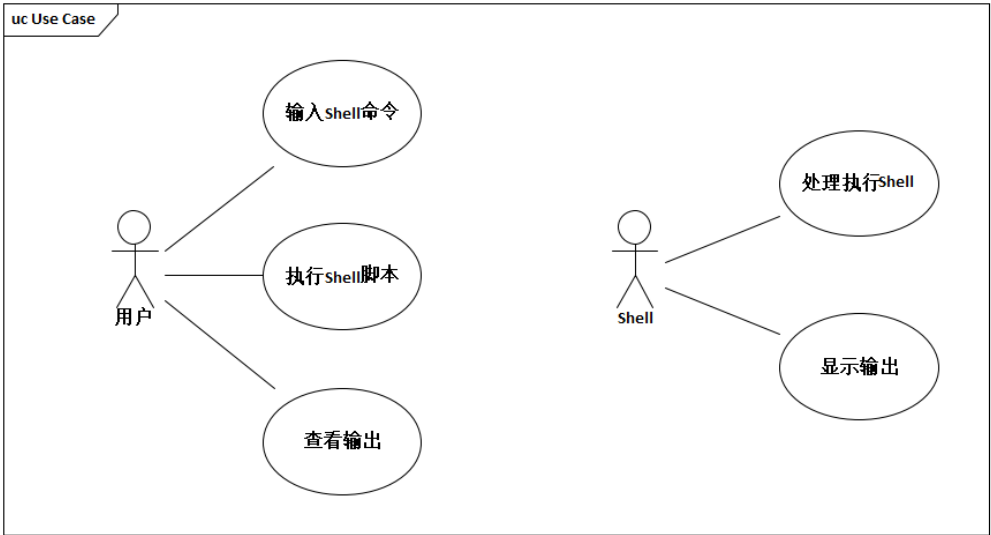 uc Use Case
输入Shell命令
执行Shell脚本
用户
查看输出
处理执行Shell
Shell
显示输出